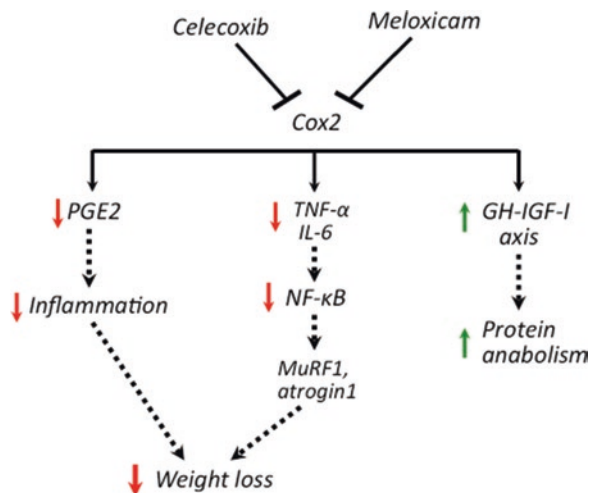 Celecoxib
Meloxicam
Cox2
PGE2
TNF-α
IL-6
GH-IGF-I
axis
Inflammation
NF-κB
Protein
anabolism
MuRF1,
atrogin1
Weight loss